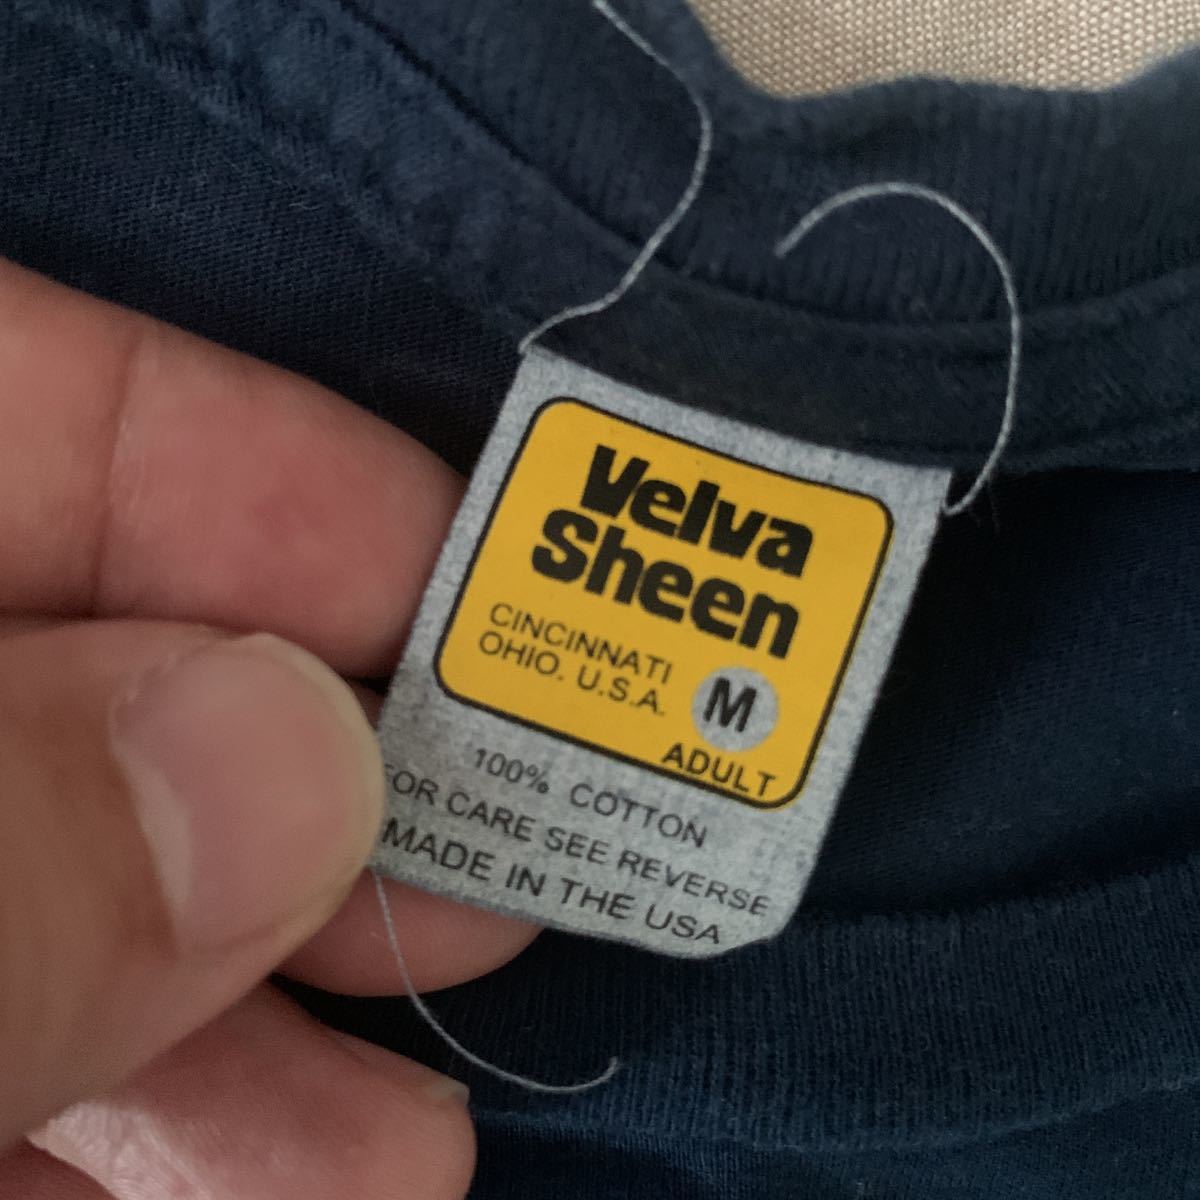 Velva
Sheen
CINCINNATI
OHIO. U.S.A.
M
ADULT
100% COTTON
FOR CARE SEE REVERSE
MADE IN THE USA